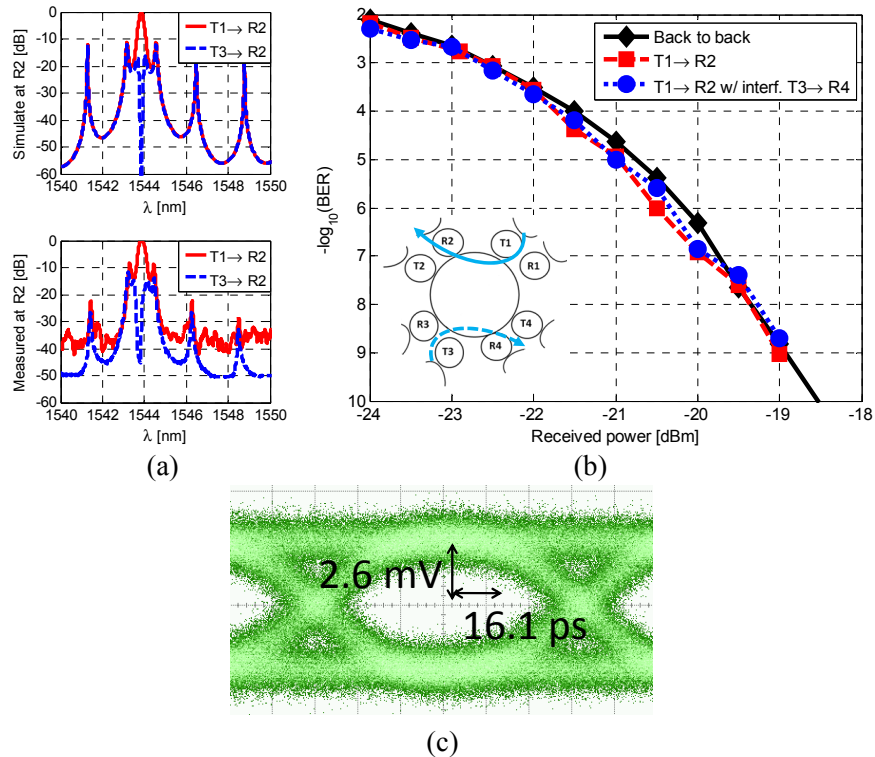 Simulate at R2 [dB]
0
-10
-20
-30
-40
-50
-60
T1→ R2
T3→ R2
1540 1542 1544 1546 1548 1550
λ [nm]
Measured at R2 [dB]
0
-10
-20
-30
-40
-50
-60
T1→ R2
T3→ R2
1540 1542 1544 1546 1548 1550
λ [nm]
(a)
-log10(BER)
2
3
4
5
6
7
8
9
10
Back to back
T1→ R2
T1→ R2 w/ interf. T3→ R4
R2 T1
T2 R1
R3 T4
T3 R4
-24 -23 -22 -21 -20 -19 -18
Received power [dBm]
(b)
2.6 mV
16.1 ps
(c)